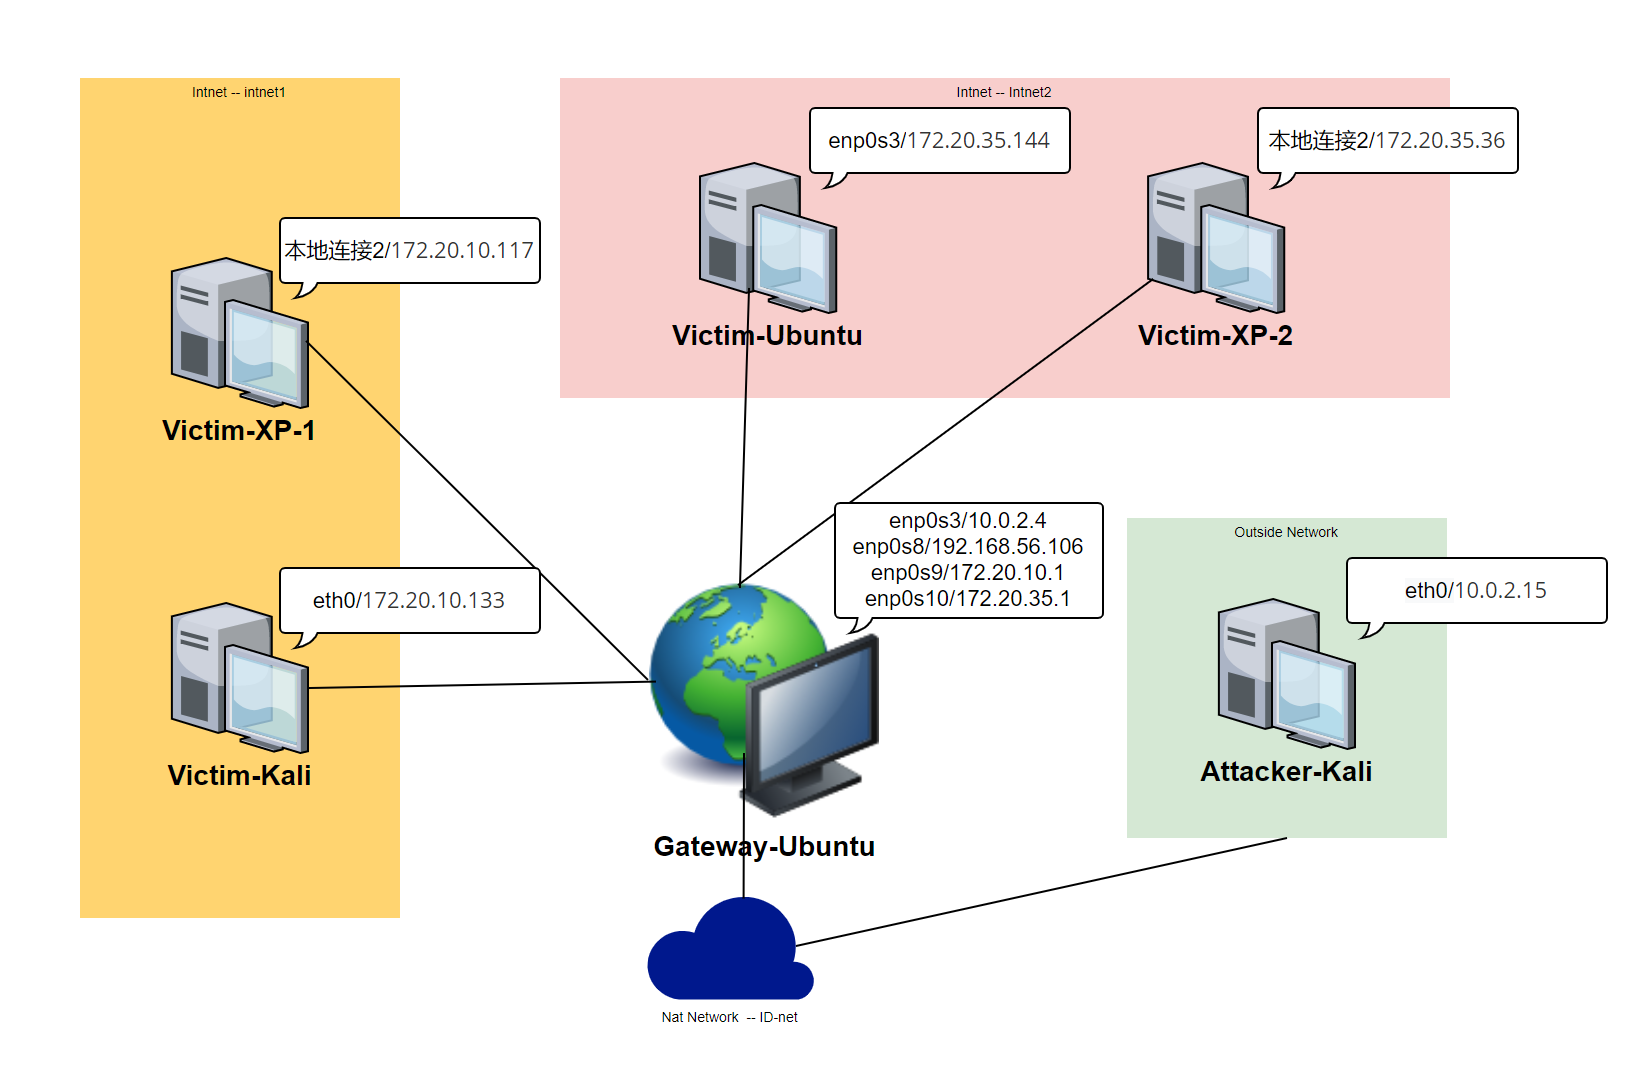 Intnet -- intnet1
本地连接2/172.20.10.117
Victim-XP-1
eth0/172.20.10.133
Victim-Kali
Intnet -- Intnet2
enp0s3/172.20.35.144
Victim-Ubuntu
本地连接2/172.20.35.36
Victim-XP-2
enp0s3/10.0.2.4
enp0s8/192.168.56.106
enp0s9/172.20.10.1
enp0s10/172.20.35.1
Gateway-Ubuntu
Outside Network
eth0/10.0.2.15
Attacker-Kali
Nat Network  -- ID-net